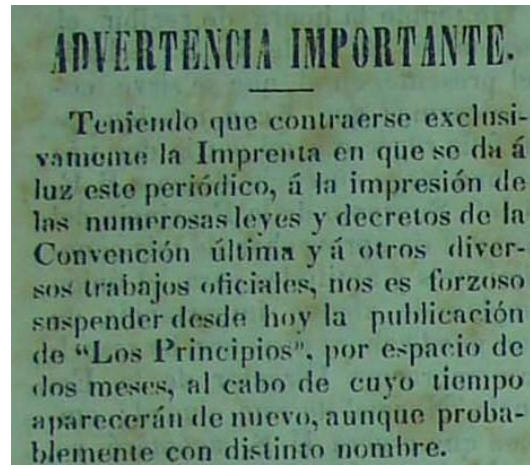 ADVERTENCIA IMPORTANTE.
Teniendo que contraerse exclusi-
vamente la Imprenta en que se da á
luz este periódico, á la impresión de
las numerosas leyes y decretos de la
Convención última y á otros diver-
sos trabajos oficiales, nos es forzoso
suspender desde hoy la publicación
de "Los Principios", por espacio de
dos meses, al cabo de cuyo tiempo
aparecerán de nuevo, aunque proba-
blemente con distinto nombre.